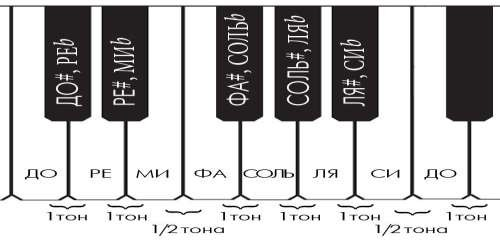 ДО#, РЕb
РЕ#, МИb
ФА#, СОЛЬb
СОЛЬ#, ЛЯb
ЛЯ#, СИb
ДО РЕ МИ ФА СОЛЬ ЛЯ СИ ДО
1тон 1тон 1тон 1тон 1тон 1тон
1/2 тона 1/2 тона